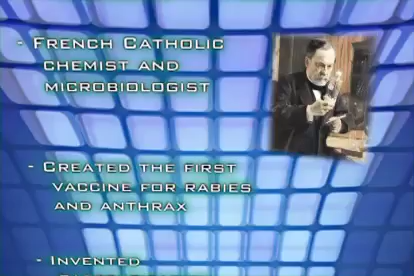 - French Catholic
chemist and
microbiologist
- Created the first
vaccine for rabies
and anthrax
- Invented